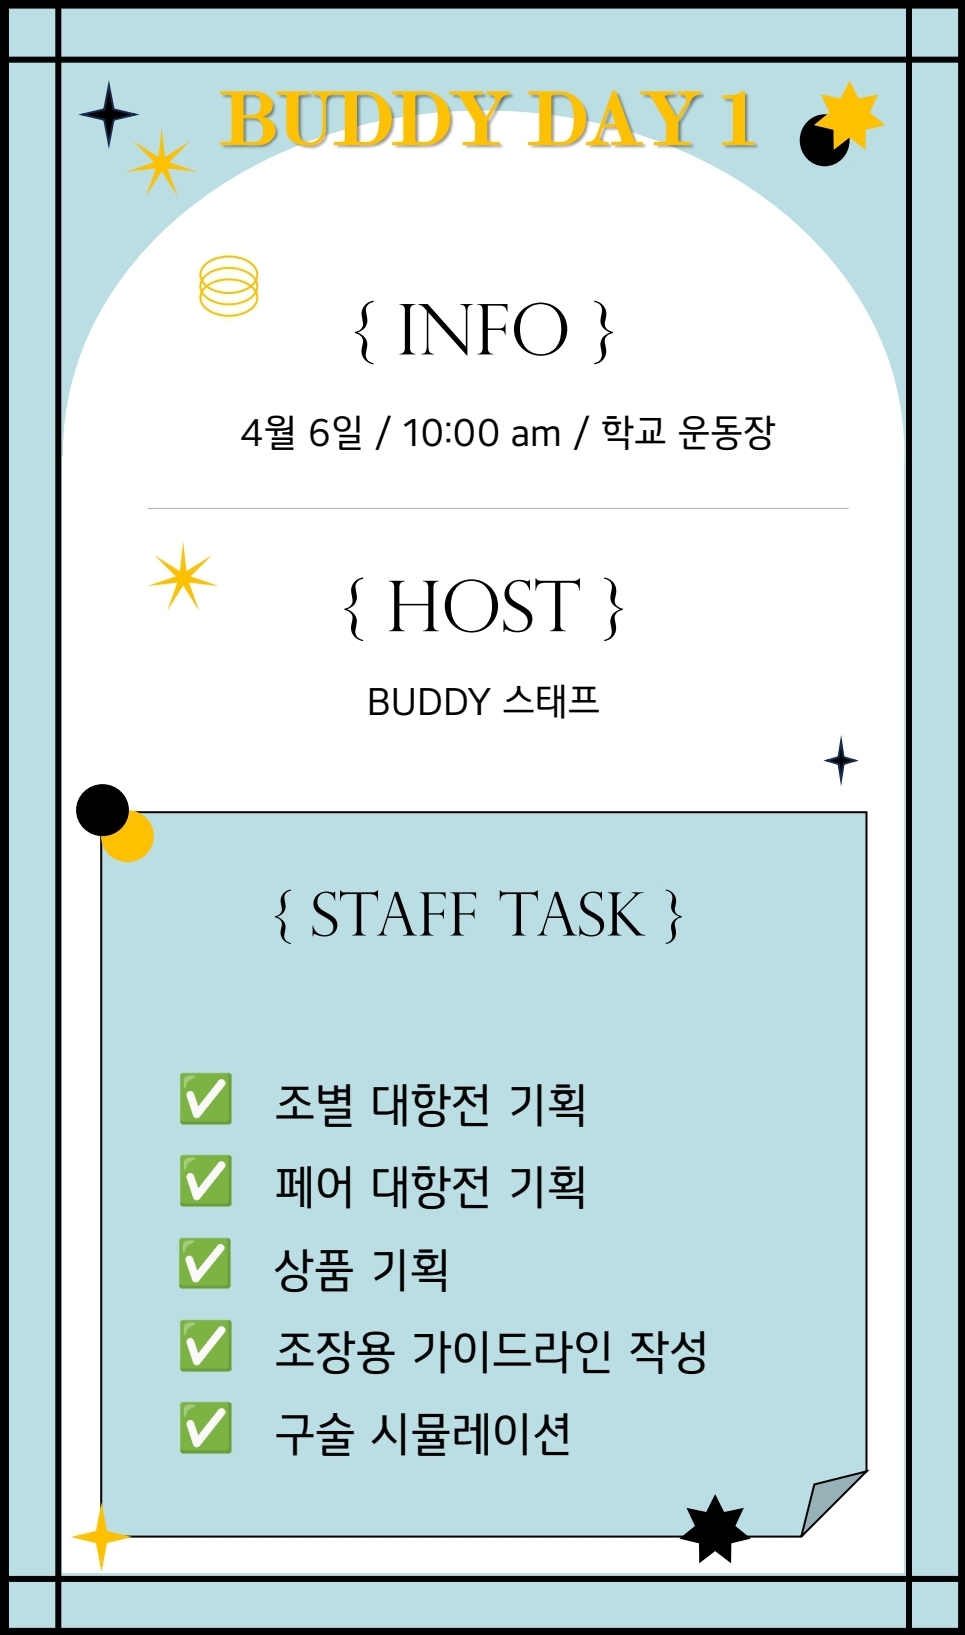 BUDDY DAY 1
{ INFO }
4월 6일 / 10:00 am / 학교 운동장
{ HOST }
BUDDY 스태프
{ STAFF TASK }
✅ 조별 대항전 기획
✅ 페어 대항전 기획
✅ 상품 기획
✅ 조장용 가이드라인 작성
✅ 구술 시뮬레이션